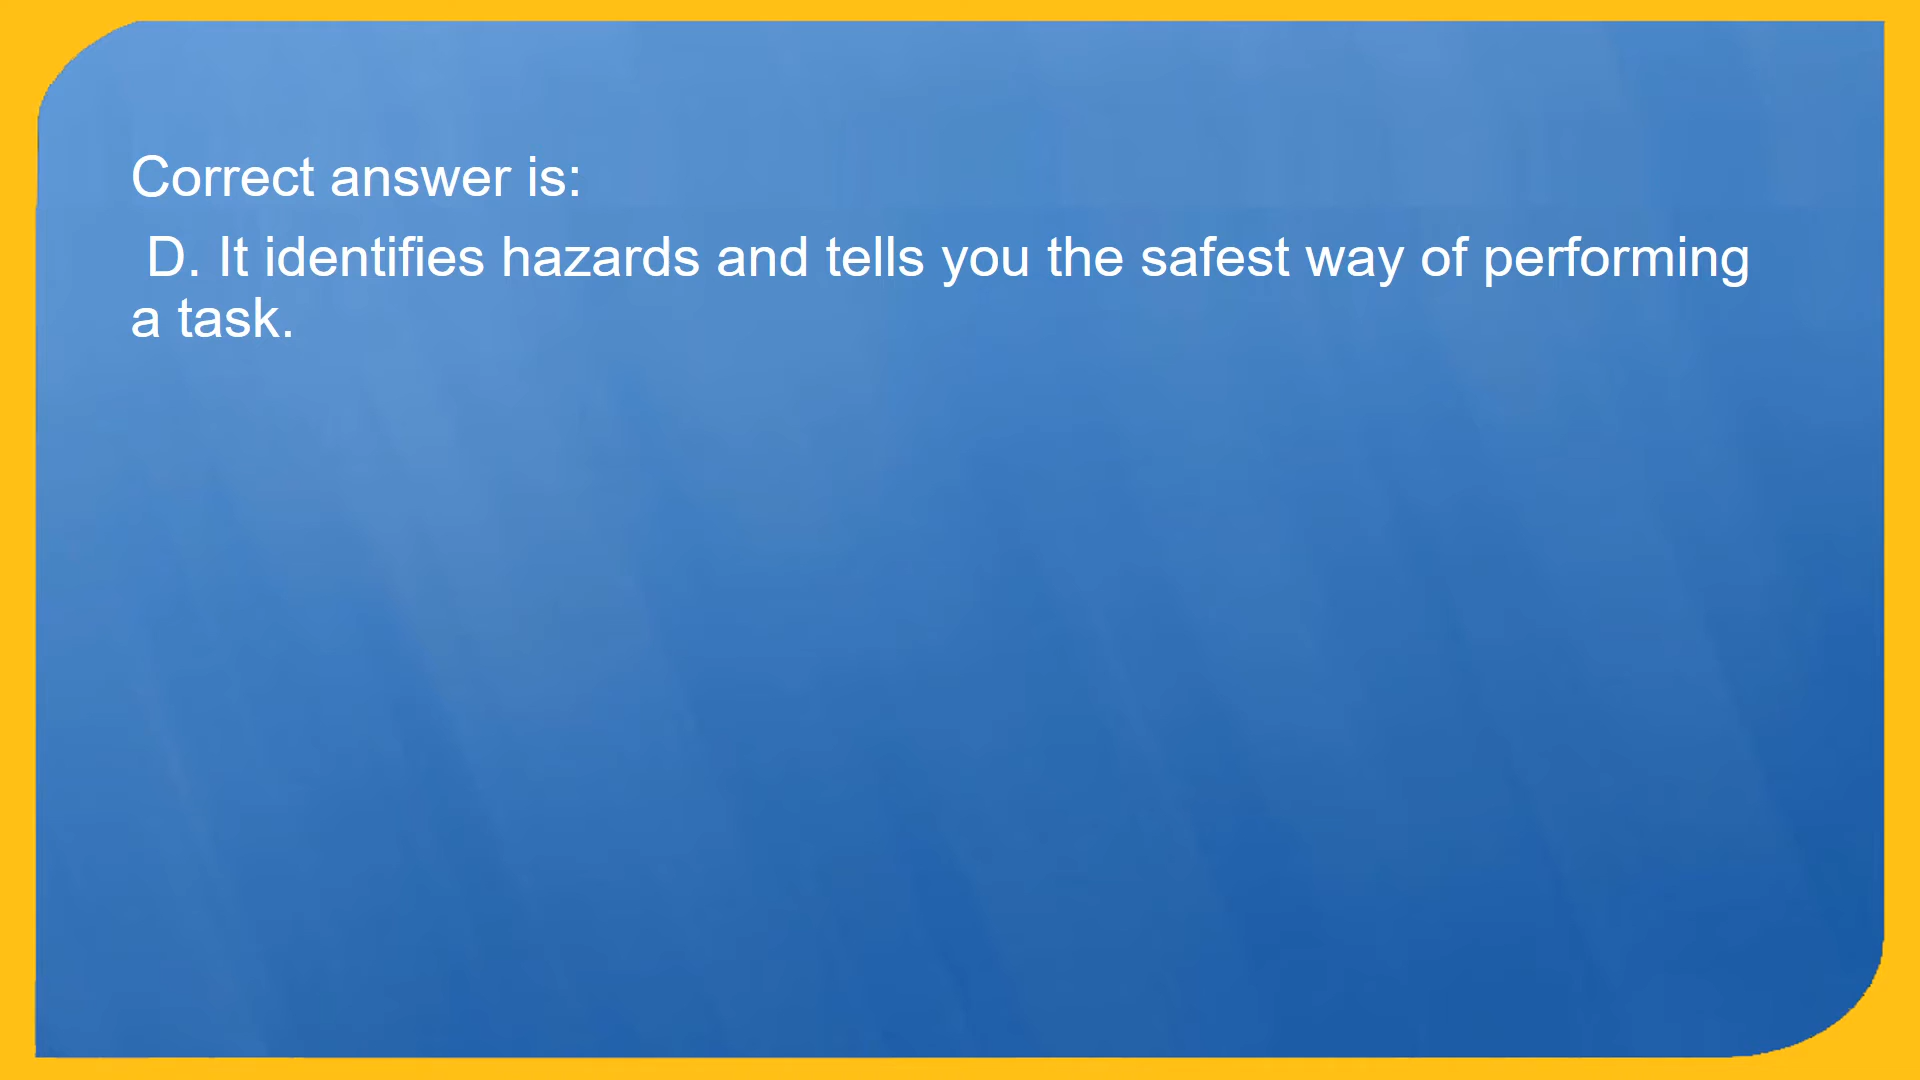 Correct answer is:
D. It identifies hazards and tells you the safest way of performing
a task.